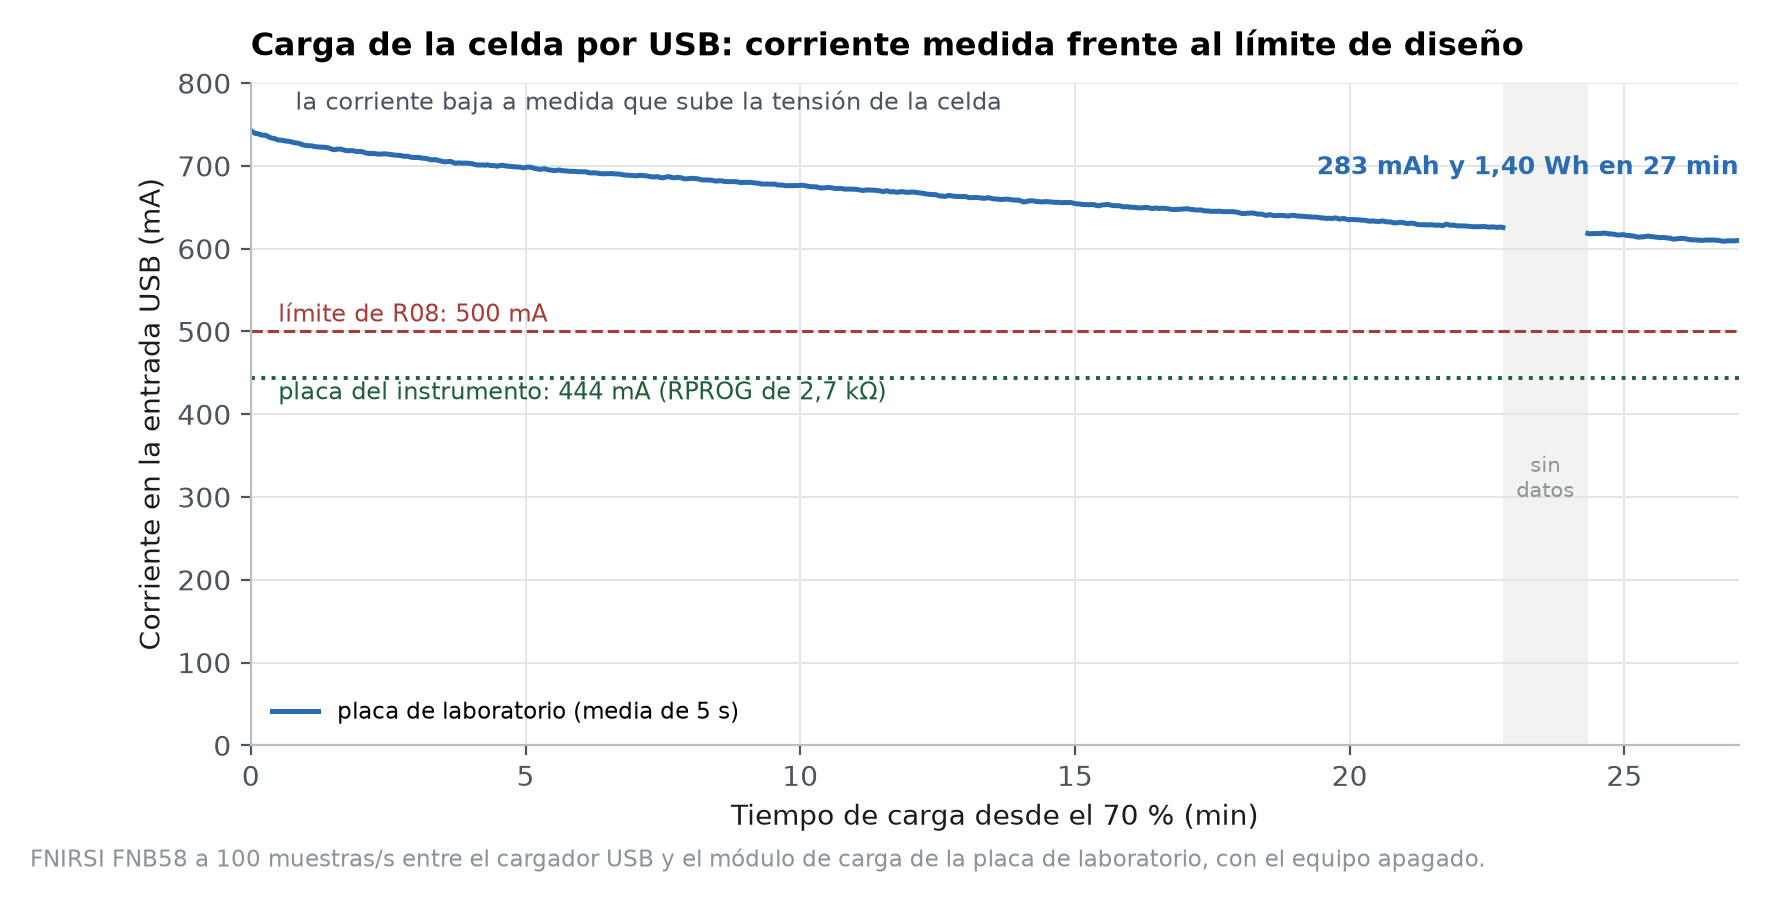 Carga de la celda por USB: corriente medida frente al límite de diseño
800
la corriente baja a medida que sube la tensión de la celda
700
283 mAh y 1,40 Wh en 27 min
600
límite de R08: 500 mA
500
placa del instrumento: 444 mA (RPROG de 2,7 kΩ)
400
sin
datos
300
200
100
placa de laboratorio (media de 5 s)
0
Corriente en la entrada USB (mA)
0 5 10 15 20 25
Tiempo de carga desde el 70 % (min)
FNIRSI FNB58 a 100 muestras/s entre el cargador USB y el módulo de carga de la placa de laboratorio, con el equipo apagado.